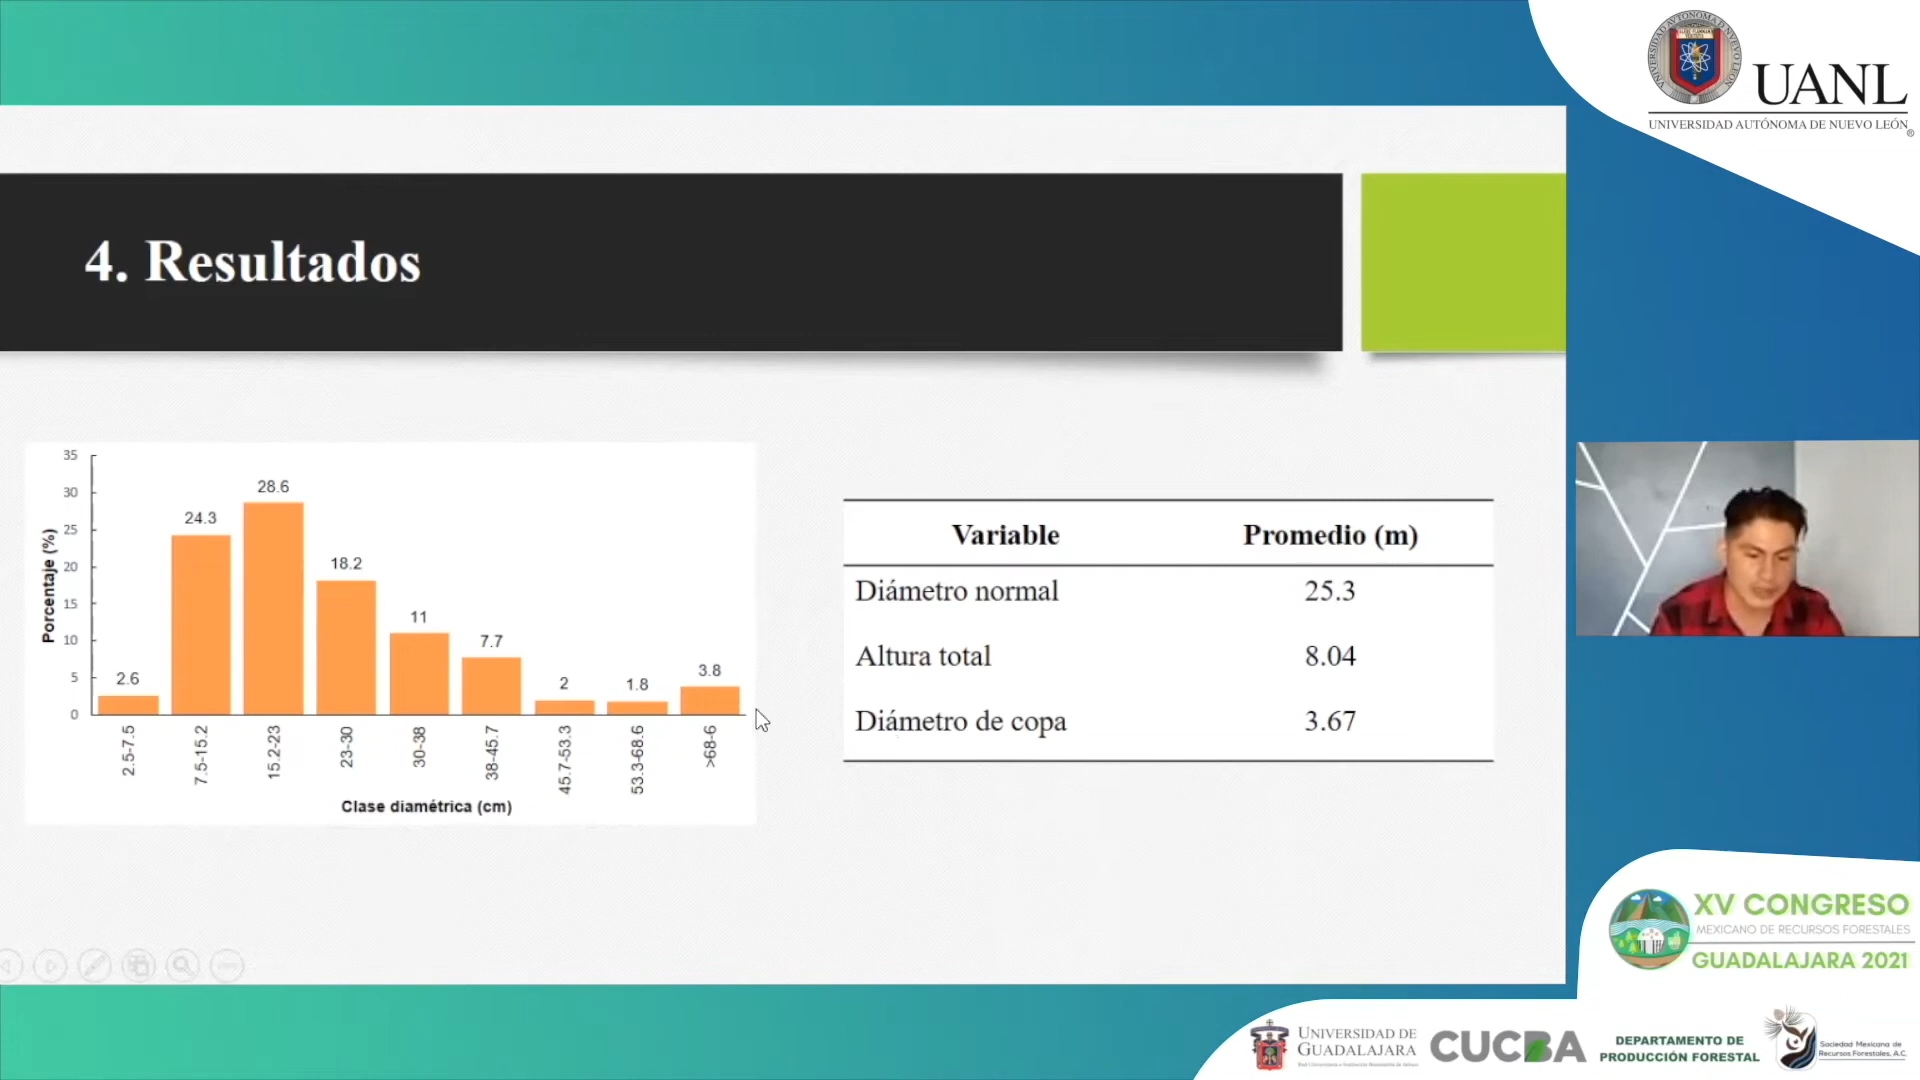 UANL
UNIVERSIDAD AUTÓNOMA DE NUEVO LEÓN
®
4. Resultados
35
30
25
20
15
10
5
0
Porcentaje (%)
2.6
24.3
28.6
18.2
11
7.7
2
1.8
3.8
2.5-7.5
7.5-15.2
15.2-23
23-30
30-38
38-45.7
45.7-53.3
53.3-68.6
>68-6
Clase diamétrica (cm)
Variable Promedio (m)
Diámetro normal 25.3
Altura total 8.04
Diámetro de copa 3.67
XV CONGRESO
MEXICANO DE RECURSOS FORESTALES
GUADALAJARA 2021
UNIVERSIDAD DE
GUADALAJARA
CUCBA
DEPARTAMENTO DE
PRODUCCIÓN FORESTAL
Sociedad Mexicana de
Recursos Forestales, A.C.